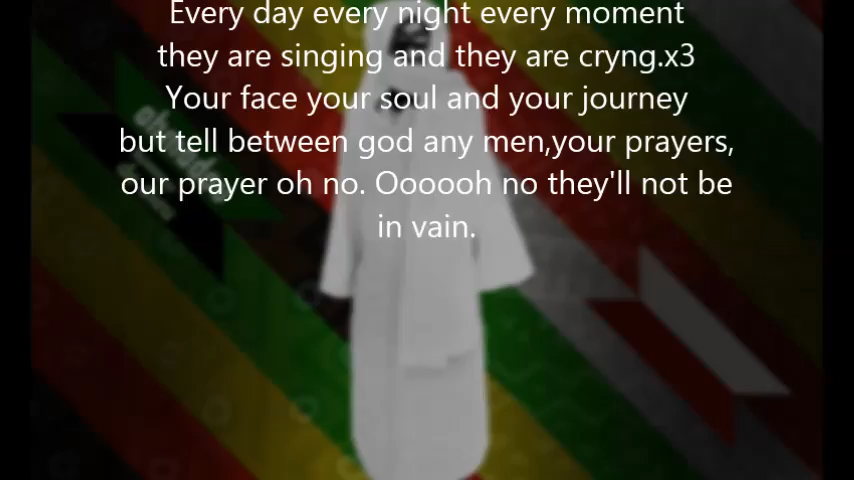 Every day every night every moment
they are singing and they are cryng.x3
Your face your soul and your journey
but tell between god any men,your prayers,
our prayer oh no. Oooooh no they'll not be
in vain.